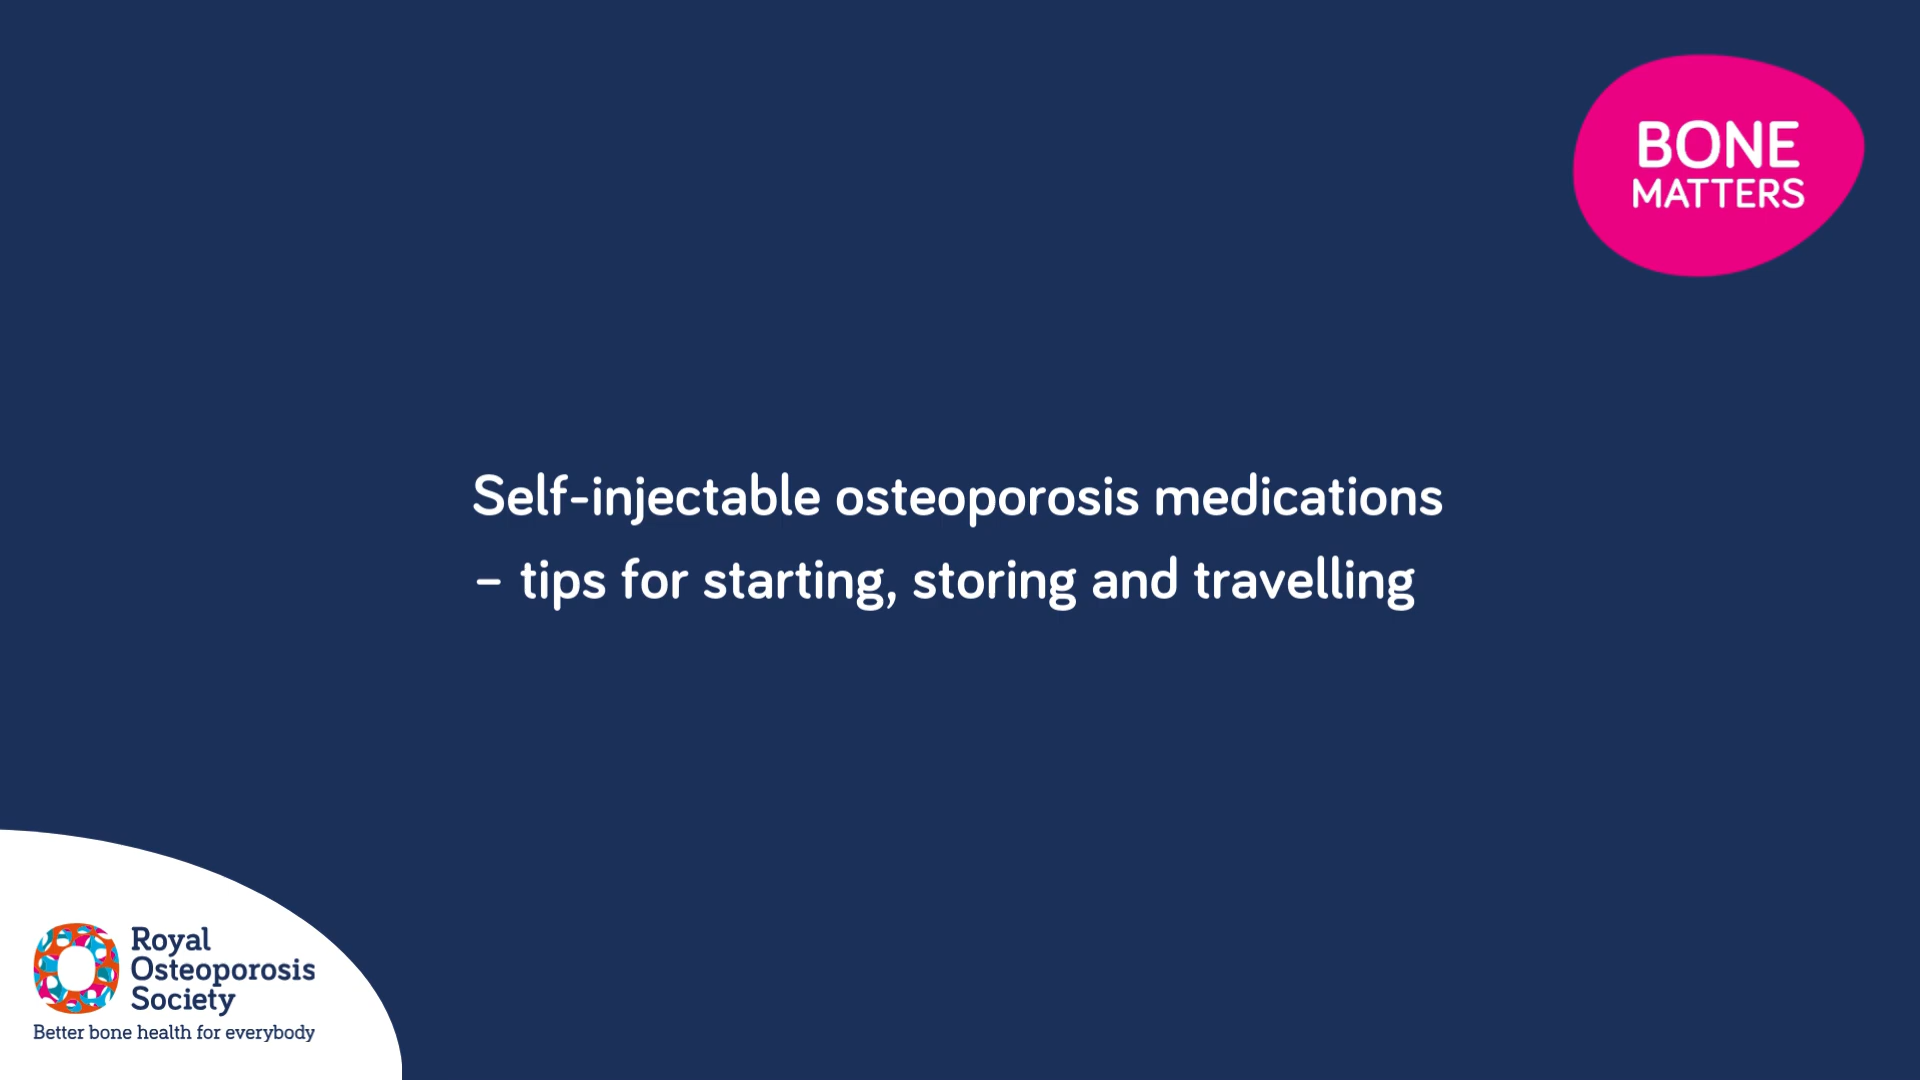 BONE
MATTERS
Self-injectable osteoporosis medications
– tips for starting, storing and travelling
Royal
Osteoporosis
Society
Better bone health for everybody